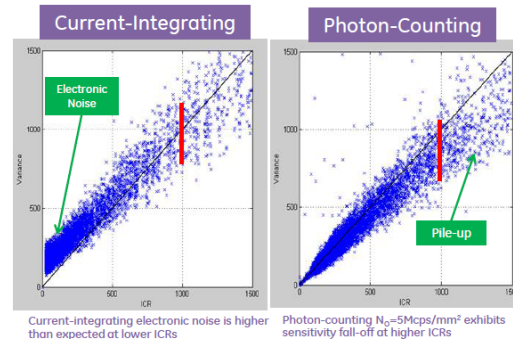 Current-Integrating
Photon-Counting
1500
1000
500
0
Variance
0
500
1000
1500
ICR
Electronic
Noise
1500
1000
500
0
Variance
0
500
1000
1500
ICR
Pile-up
Current-integrating electronic noise is higher
than expected at lower ICRs
Photon-counting N₀=5Mcps/mm² exhibits
sensitivity fall-off at higher ICRs